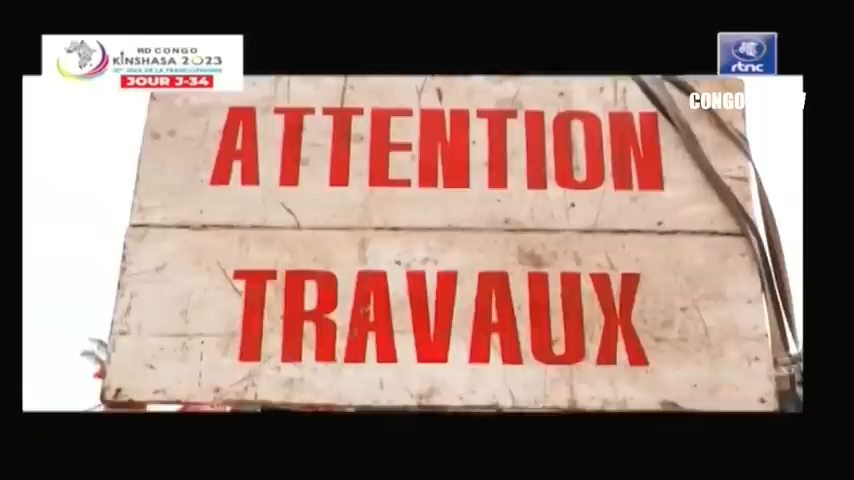 RD CONGO
KINSHASA 2023
JOUR J-34
rtnc
CONGO
ATTENTION
TRAVAUX